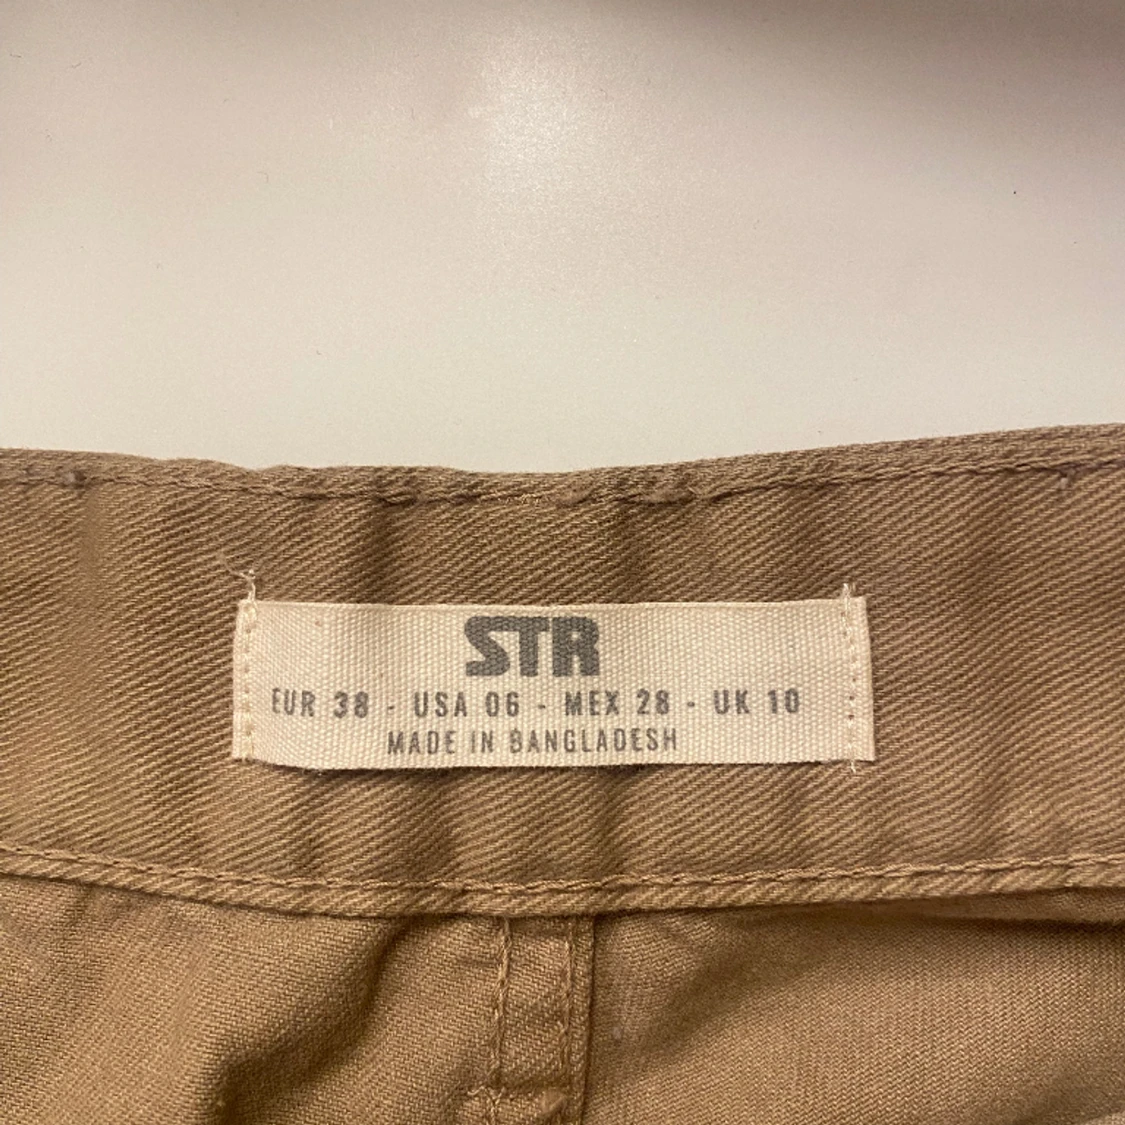 STR
EUR 38 - USA 06 - MEX 28 - UK 10
MADE IN BANGLADESH